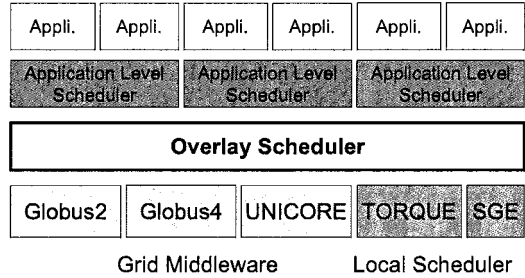 Appli. Appli. Appli. Appli. Appli. Appli.
Application Level Application Level Application Level
Scheduler Scheduler Scheduler
Overlay Scheduler
Globus2 Globus4 UNICORE TORQUE SGE
Grid Middleware Local Scheduler